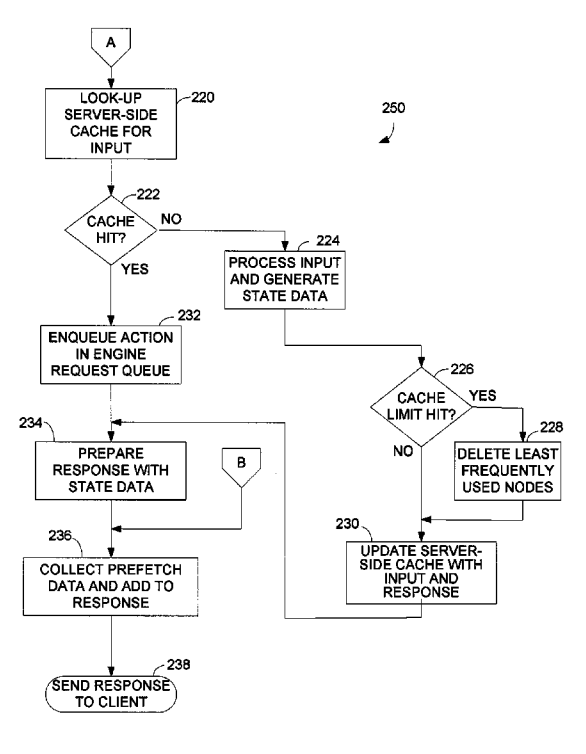 A
LOOK-UP
SERVER-SIDE
CACHE FOR
INPUT
220
250
222
CACHE
HIT?
NO
YES
224
PROCESS INPUT
AND GENERATE
STATE DATA
232
ENQUEUE ACTION
IN ENGINE
REQUEST QUEUE
226
CACHE
LIMIT HIT?
YES
NO
228
DELETE LEAST
FREQUENTLY
USED NODES
234
PREPARE
RESPONSE WITH
STATE DATA
B
230
UPDATE SERVER-
SIDE CACHE WITH
INPUT AND
RESPONSE
236
COLLECT PREFETCH
DATA AND ADD TO
RESPONSE
238
SEND RESPONSE
TO CLIENT